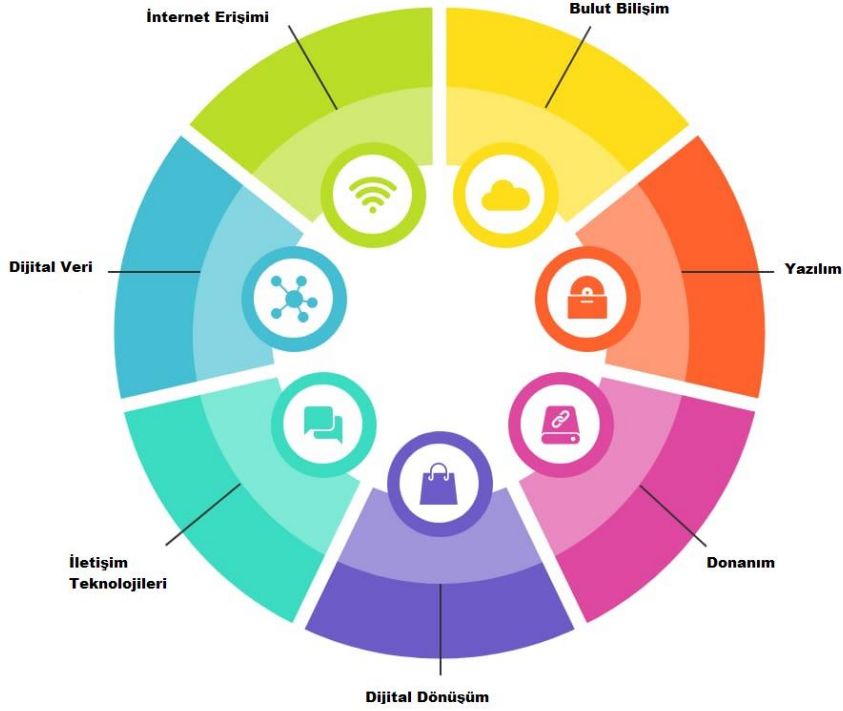 İnternet Erişimi
Bulut Bilişim
Dijital Veri
Yazılım
İletişim
Teknolojileri
Donanım
Dijital Dönüşüm